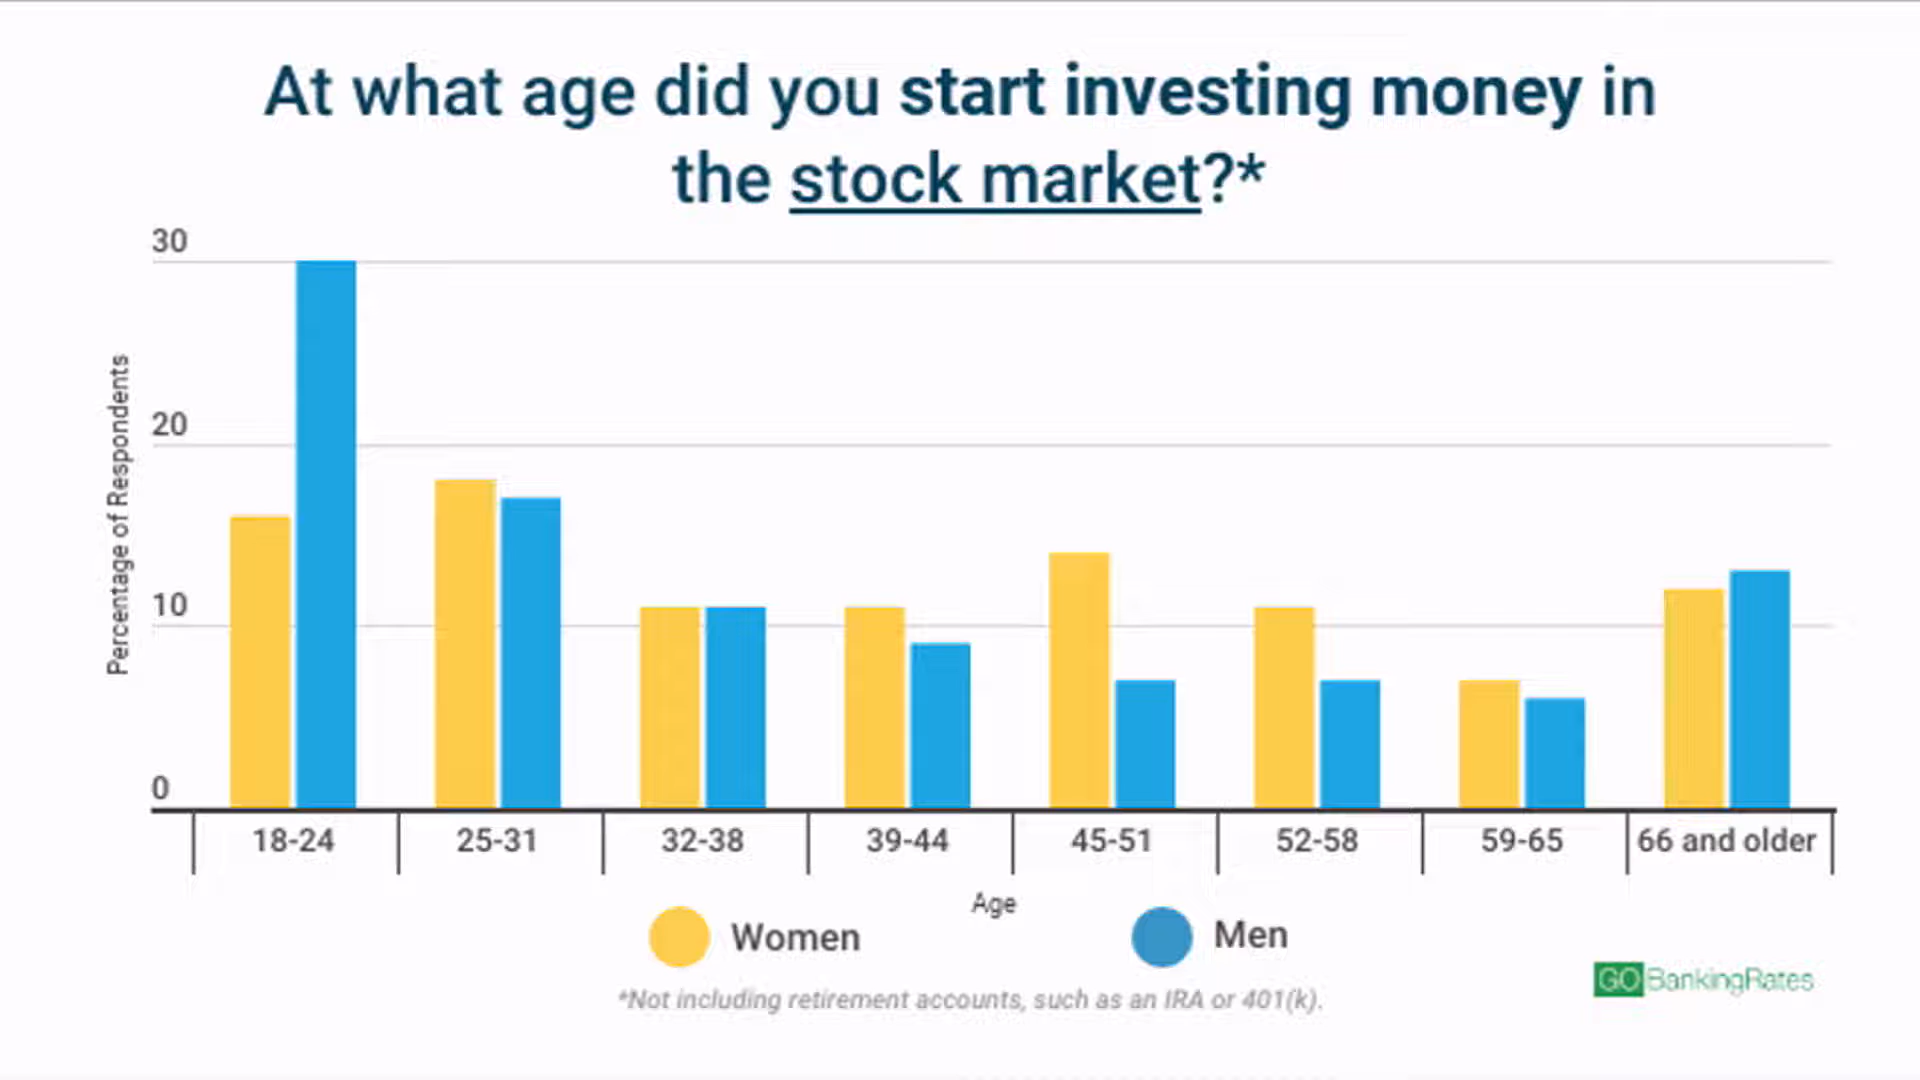 At what age did you start investing money in
the stock market?*
30
20
10
0
Percentage of Respondents
18-24
25-31
32-38
39-44
45-51
52-58
59-65
66 and older
Age
Women
Men
*Not including retirement accounts, such as an IRA or 401(k).
GOBankingRates